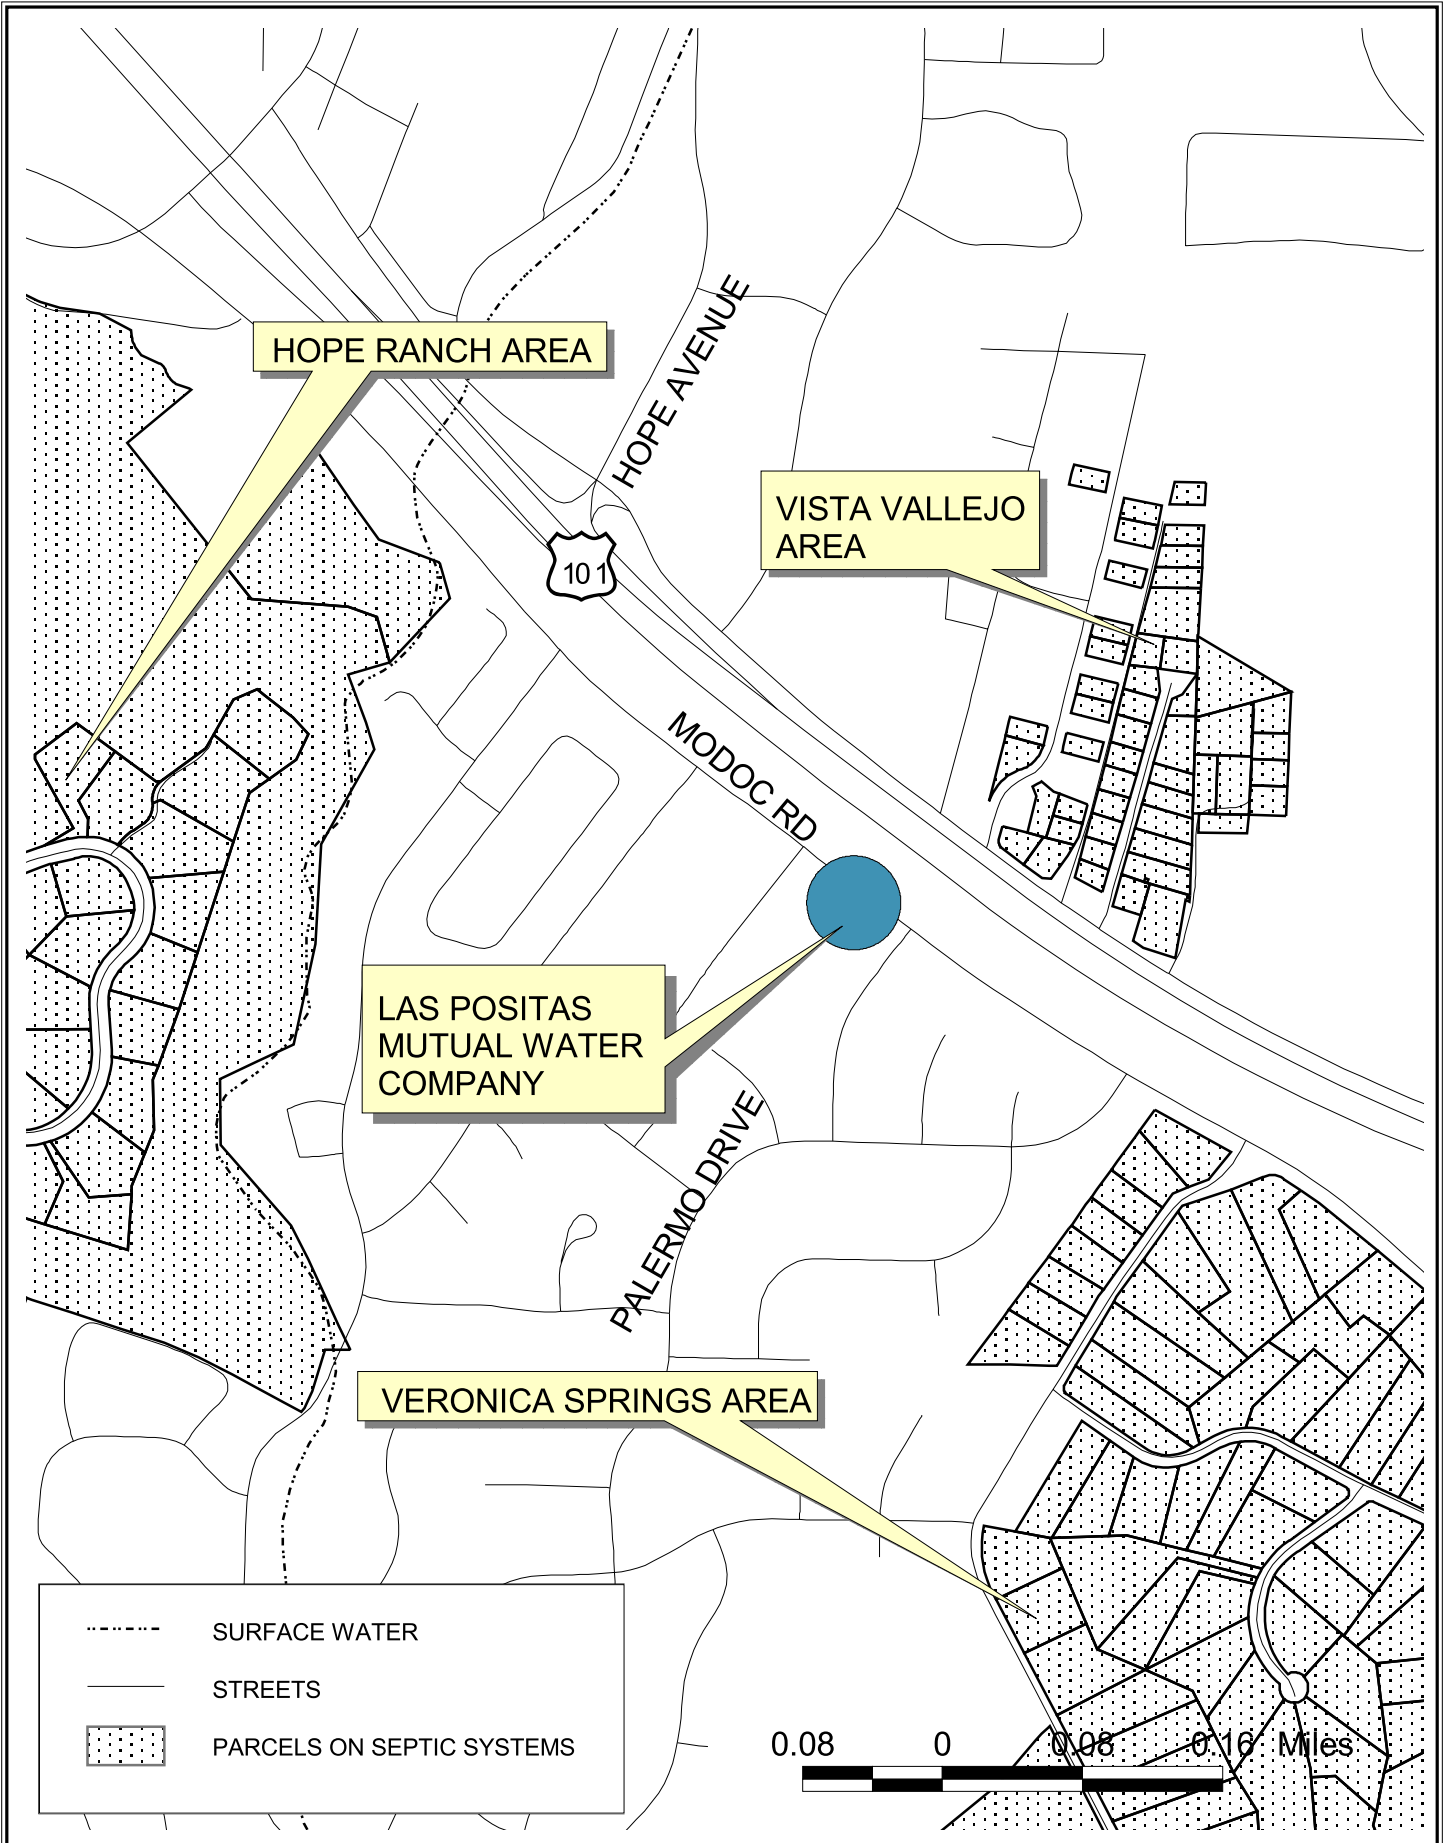 HOPE AVENUE
HOPE RANCH AREA
VISTA VALLEJO
AREA
101
MODOC RD
LAS POSITAS
MUTUAL WATER
COMPANY
PALERMO DRIVE
VERONICA SPRINGS AREA
SURFACE WATER
STREETS
PARCELS ON SEPTIC SYSTEMS
0.08 0 0.08 0.16 Miles